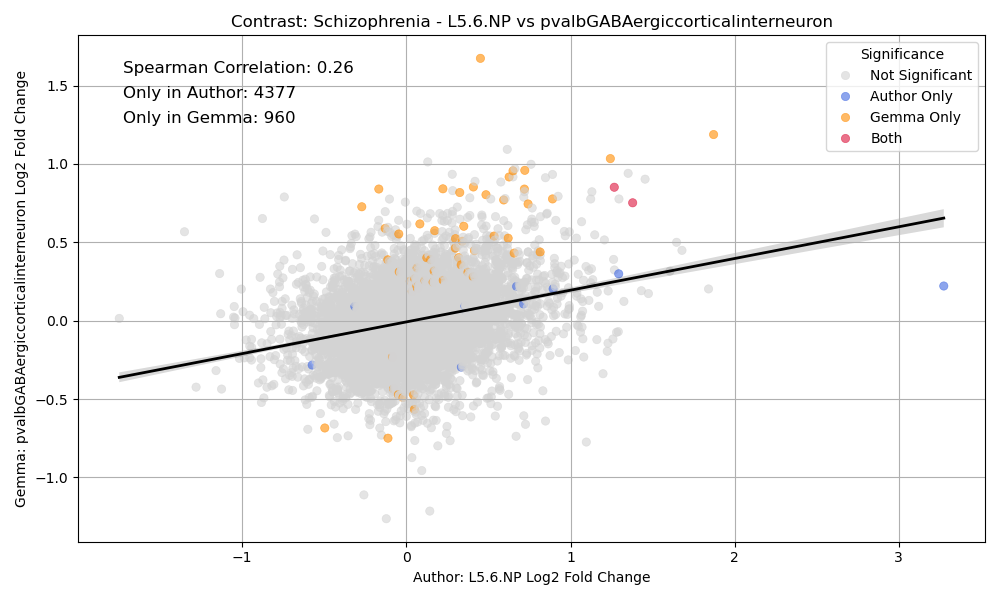 Contrast: Schizophrenia - L5.6.NP vs pvalbGABAergiccorticalinterneuron
Spearman Correlation: 0.26
Only in Author: 4377
Only in Gemma: 960
Significance
Not Significant
Author Only
Gemma Only
Both
1.5
1.0
0.5
0.0
−0.5
−1.0
Gemma: pvalbGABAergiccorticalinterneuron Log2 Fold Change
−1
0
1
2
3
Author: L5.6.NP Log2 Fold Change